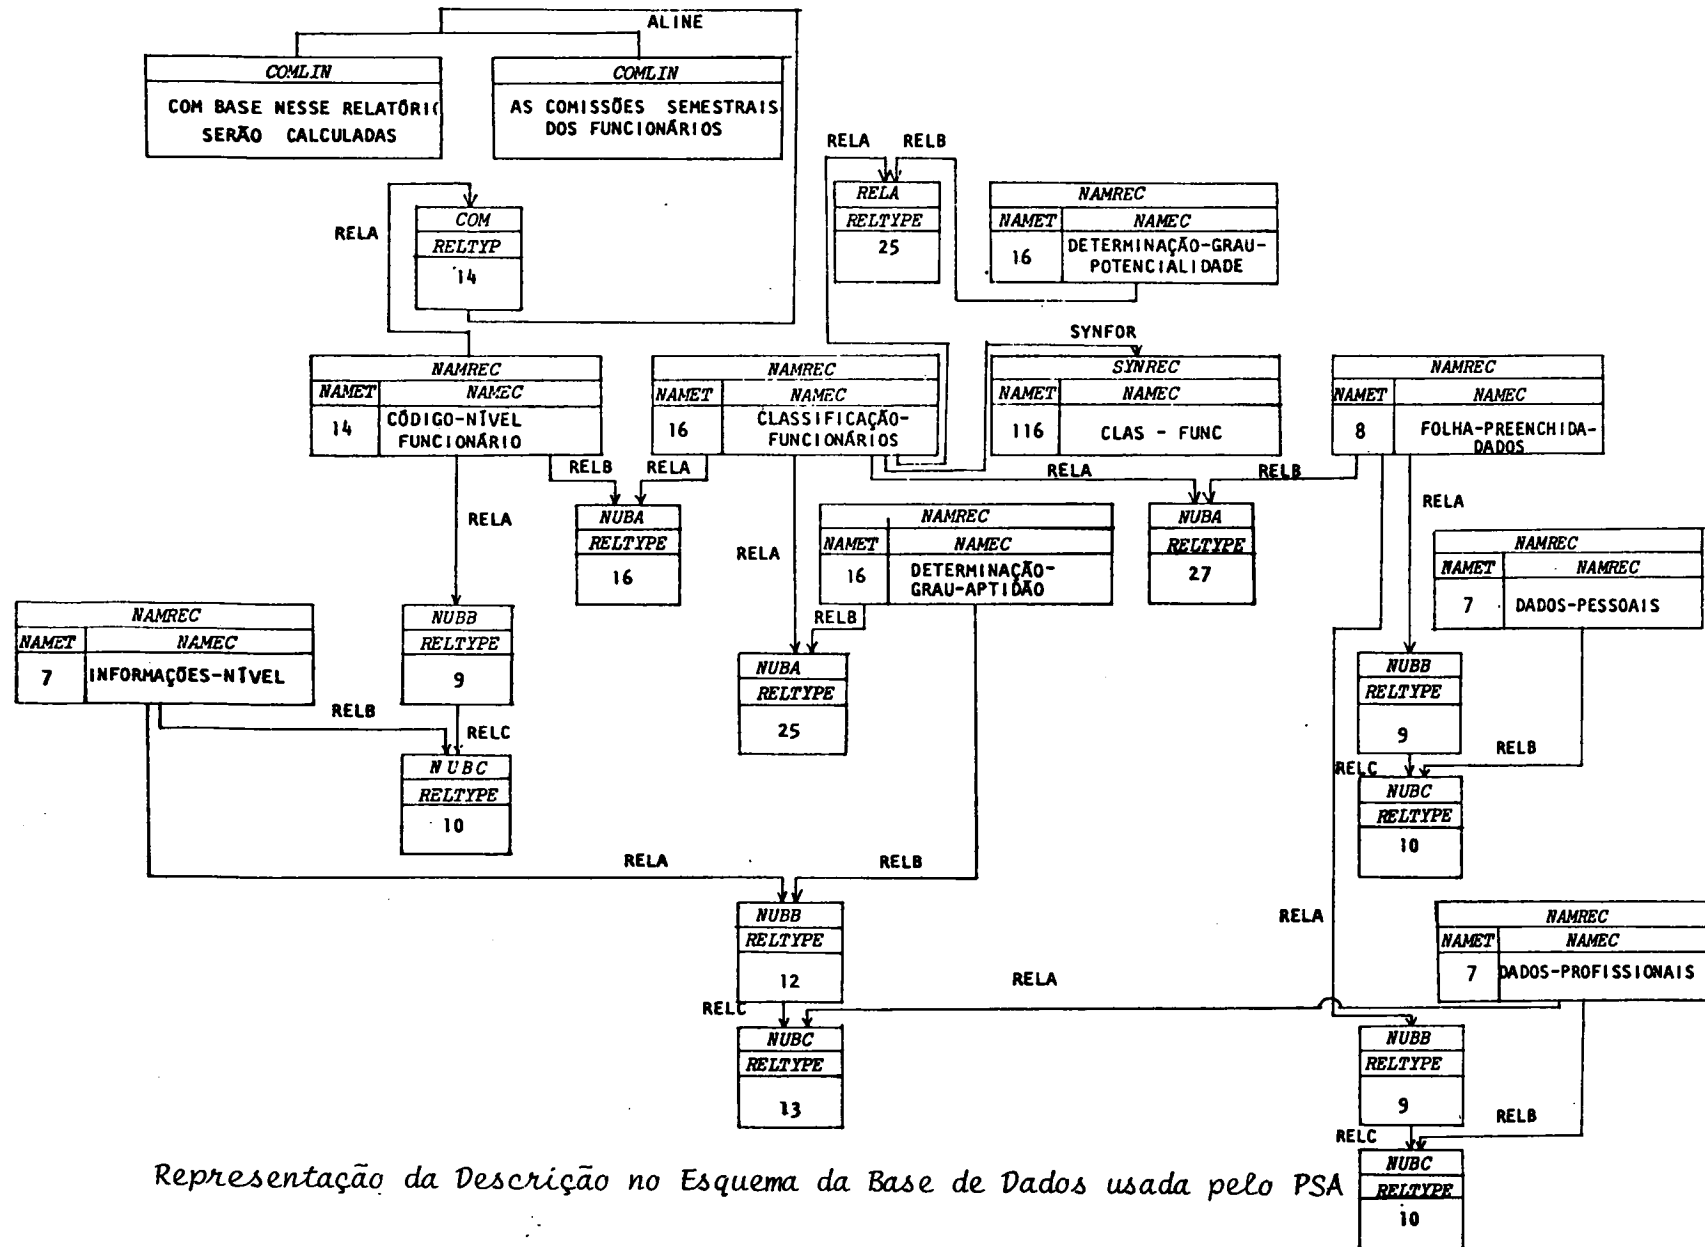 ALINE
COMLIN
COM BASE NESSE RELATÓRI(
SERÃO CALCULADAS
COMLIN
AS COMISSÕES SEMESTRAIS
DOS FUNCIONÁRIOS
RELA
COM
RELTYP
14
RELA RELB
RELA
RELTYPE
25
NAMREC
NAMET NAMEC
16
DETERMINAÇÃO-GRAU-
POTENCIALIDADE
SYNFOR
NAMREC
NAMET NAMEC
14
CÓDIGO-NÍVEL
FUNCIONÁRIO
NAMREC
NAMET NAMEC
16
CLASSIFICAÇÃO-
FUNCIONÁRIOS
SYNREC
NAMET NAMEC
116 CLAS - FUNC
NAMREC
NAMET NAMEC
8
FOLHA-PREENCHIDA-
DADOS
RELB RELA
RELA
RELB
RELA
NUBA
RELTYPE
16
RELA
RELA
NAMREC
NAMET NAMEC
16
DETERMINAÇÃO-
GRAU-APTIDÃO
NUBA
RELTYPE
27
NAMREC
NAMET NAMREC
7 DADOS-PESSOAIS
NAMREC
NAMET NAMEC
7 INFORMAÇÕES-NÍVEL
NUBB
RELTYPE
9
RELB
NUBA
RELTYPE
25
NUBB
RELTYPE
9
RELB
RELB
RELC
NUBC
RELTYPE
10
RELC
NUBC
RELTYPE
10
RELA
RELB
NUBB
RELTYPE
12
RELA
NAMREC
NAMET NAMEC
7 DADOS-PROFISSIONAIS
RELA
RELC
NUBC
RELTYPE
13
NUBB
RELTYPE
9
RELB
RELC
NUBC
RELTYPE
10
Representação da Descrição no Esquema da Base de Dados usada pelo PSA